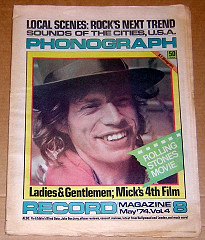 LOCAL SCENES: ROCK'S NEXT TREND
SOUNDS OF THE CITIES, U.S.A.
PHONOGRAPH
50
ROLLING
STONES
MOVIE
Ladies & Gentlemen; Mick's 4th Film
RECORD
MAGAZINE
May '74. Vol. 4
8